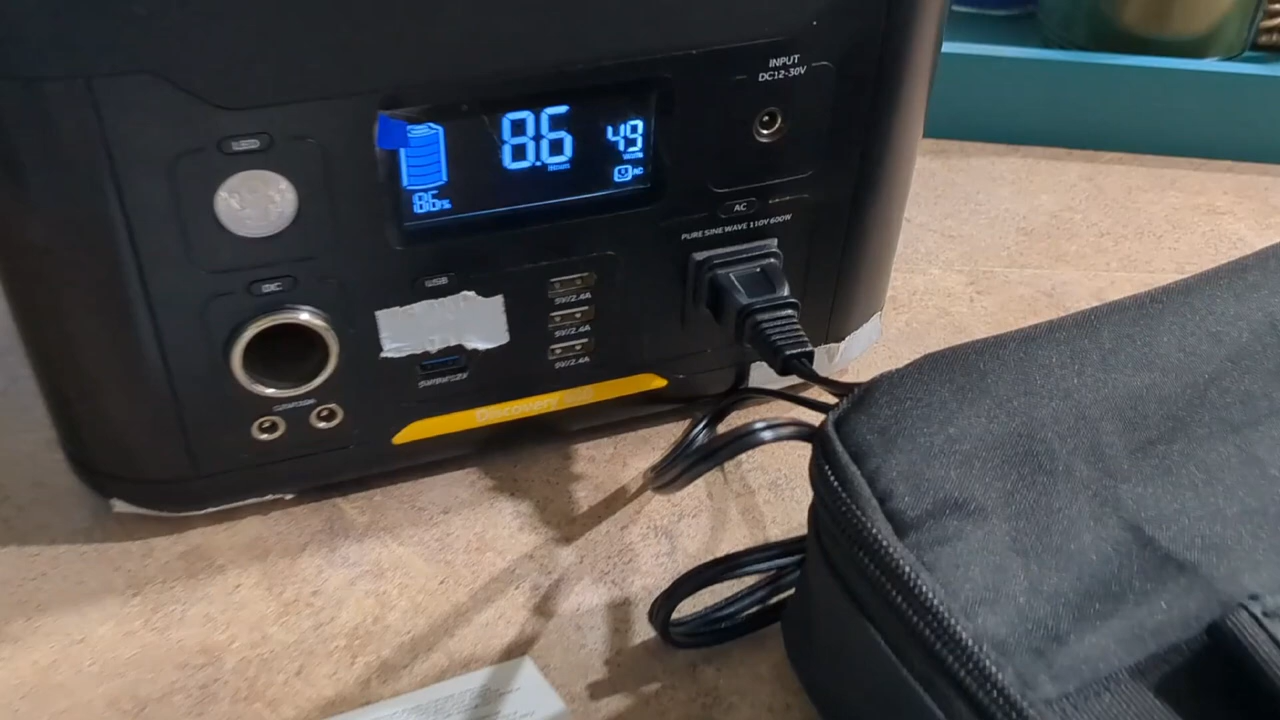 INPUT
DC12-30V
LED
8.6
Hours
49
Watts
AC
86%
AC
PURE SINE WAVE 110V 600W
DC
USB
5V/2.4A
5V/2.4A
5V/2.4A
Discovery